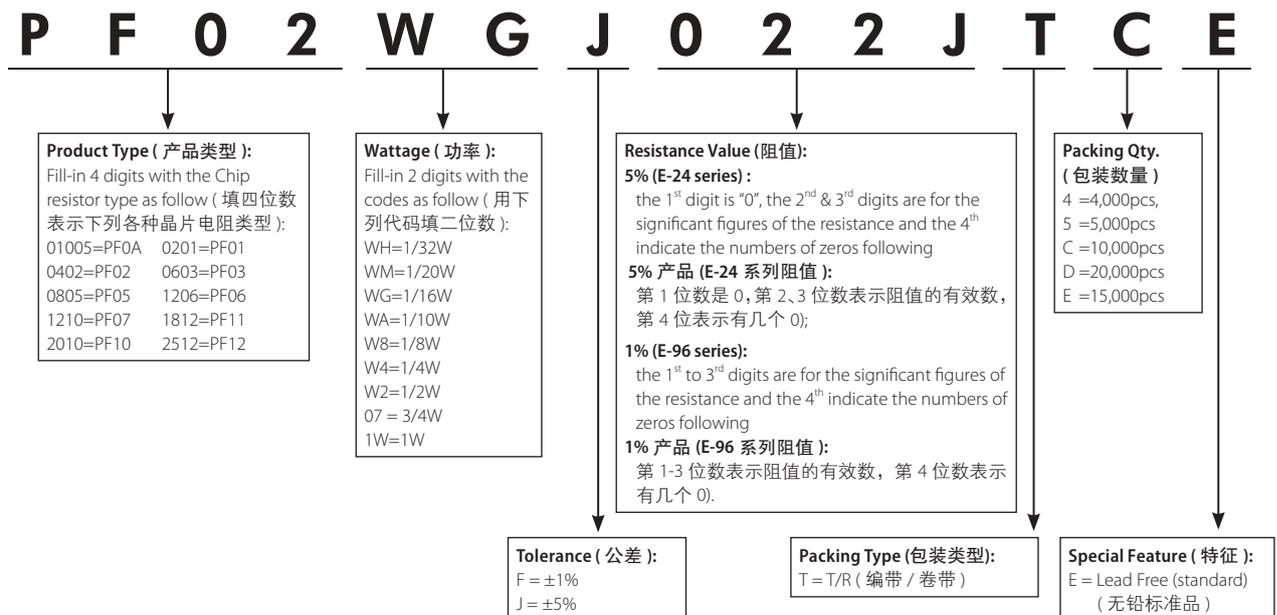 P F 0 2 W G J 0 2 2 J T C E
Product Type ( 产品类型 ):
Fill-in 4 digits with the Chip
resistor type as follow ( 填四位数
表示下列各种晶片电阻类型 ):
01005=PF0A 0201=PF01
0402=PF02 0603=PF03
0805=PF05 1206=PF06
1210=PF07 1812=PF11
2010=PF10 2512=PF12
Wattage ( 功率 ):
Fill-in 2 digits with the
codes as follow ( 用下
列代码填二位数 ):
WH=1/32W
WM=1/20W
WG=1/16W
WA=1/10W
W8=1/8W
W4=1/4W
W2=1/2W
07 = 3/4W
1W=1W
Resistance Value (阻值):
5% (E-24 series) :
the 1st digit is "0", the 2nd & 3rd digits are for the
significant figures of the resistance and the 4th
indicate the numbers of zeros following
5% 产品 (E-24 系列阻值 ):
第 1 位数是 0，第 2、3 位数表示阻值的有效数，
第 4 位表示有几个 0);
1% (E-96 series):
the 1st to 3rd digits are for the significant figures of
the resistance and the 4th indicate the numbers of
zeros following
1% 产品 (E-96 系列阻值 ):
第 1-3 位数表示阻值的有效数，第 4 位数表示
有几个 0).
Packing Qty.
( 包装数量 )
4 =4,000pcs,
5 =5,000pcs
C =10,000pcs
D =20,000pcs
E =15,000pcs
Tolerance ( 公差 ):
F = ±1%
J = ±5%
Packing Type (包装类型):
T = T/R ( 编带 / 卷带 )
Special Feature ( 特征 ):
E = Lead Free (standard)
( 无铅标准品 )